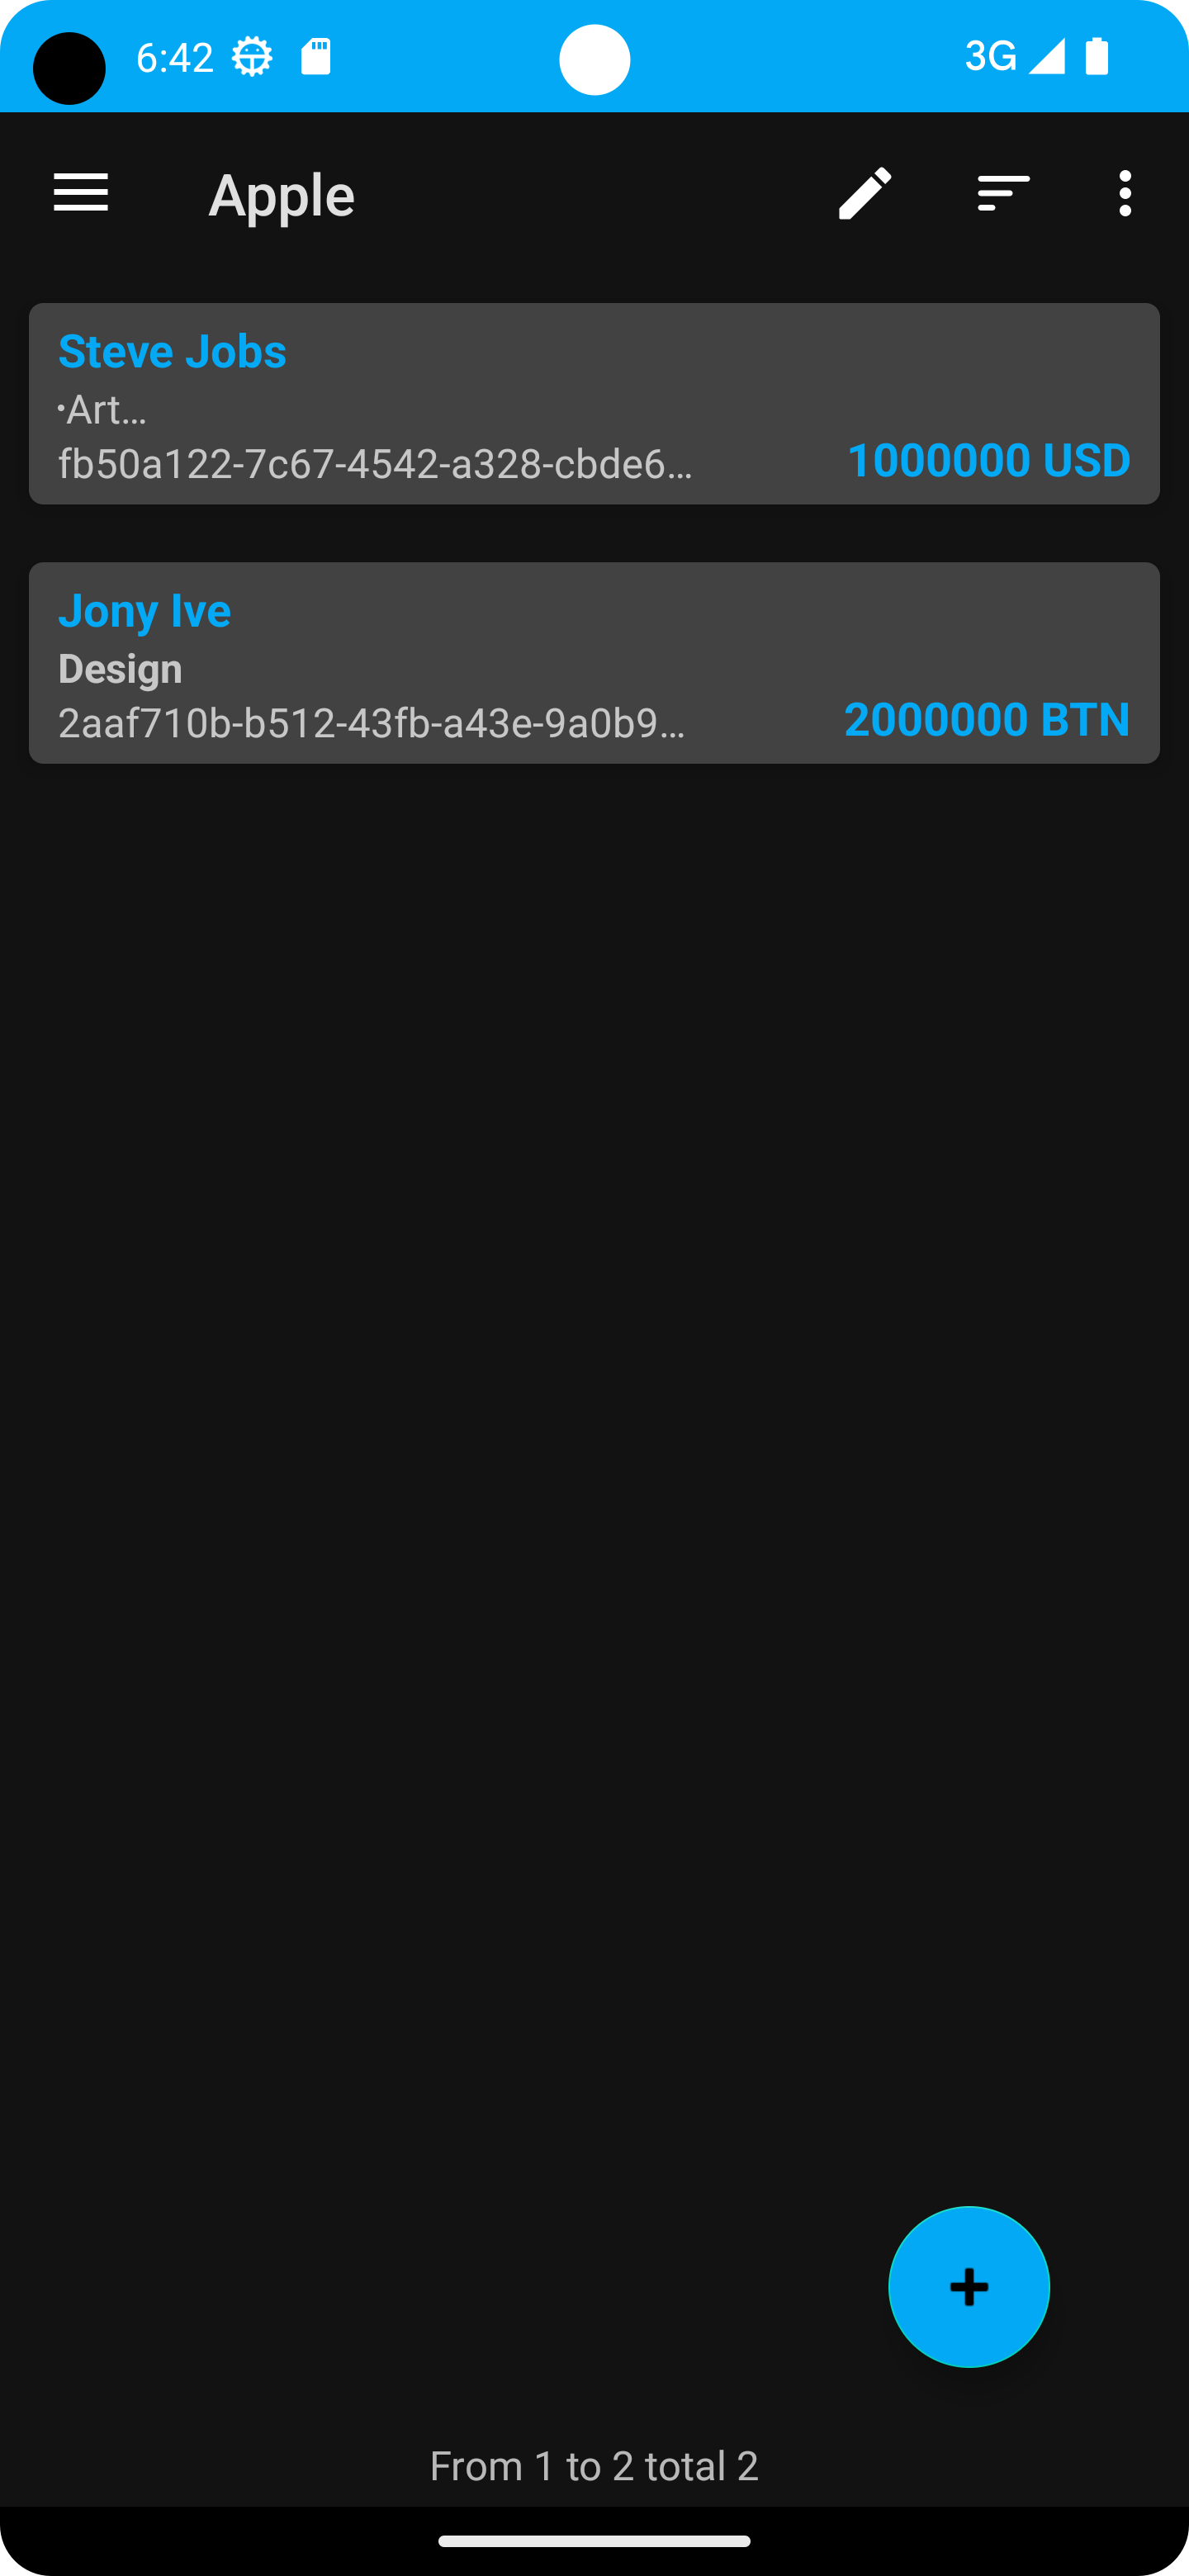 6:42
3G
Apple
Steve Jobs
•Art…
fb50a122-7c67-4542-a328-cbde6…
1000000 USD
Jony Ive
Design
2aaf710b-b512-43fb-a43e-9a0b9…
2000000 BTN
From 1 to 2 total 2